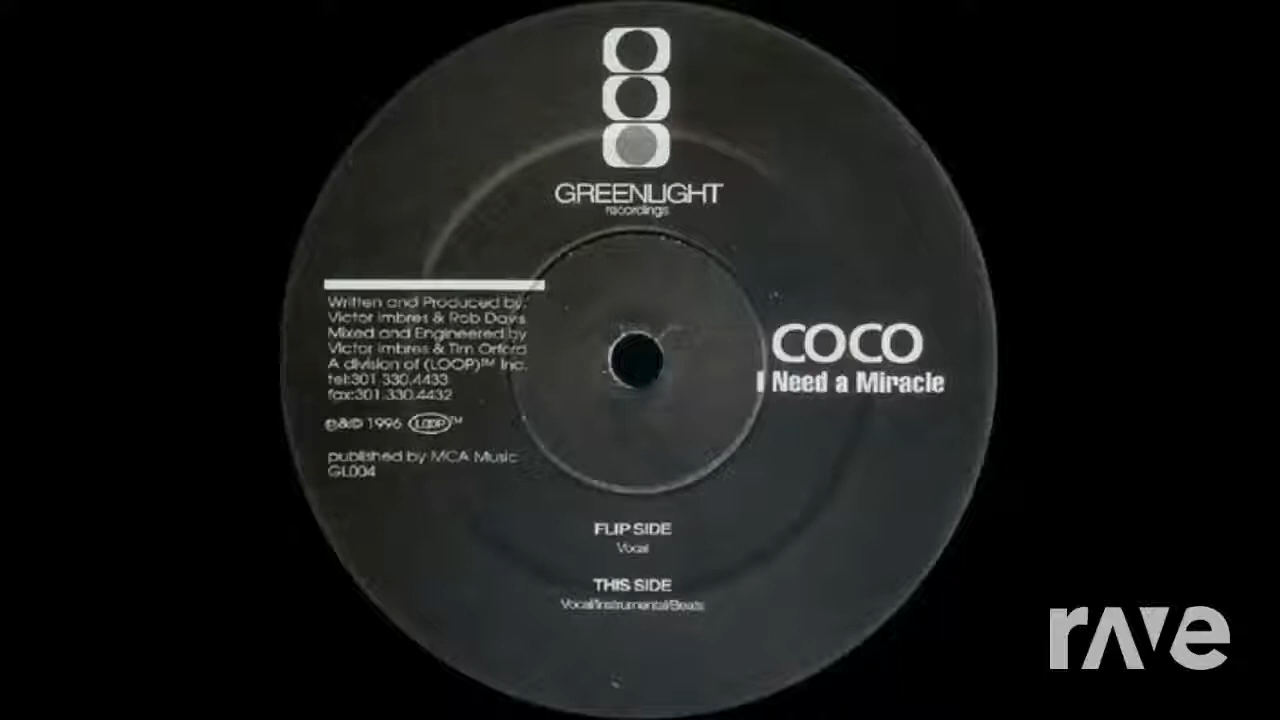 GREENLIGHT
recordings
Written and Produced by:
Victor Imbres & Rob Davis
Mixed and Engineered by
Victor Imbres & Tim Orford
A division of (LOOP)™ Inc.
tel:301.330.4433
fax:301.330.4432
℗&© 1996 LOOP™
published by MCA Music
GL004
COCO
I Need a Miracle
FLIP SIDE
Vocal
THIS SIDE
Vocal/Instrumental/Beats
rave